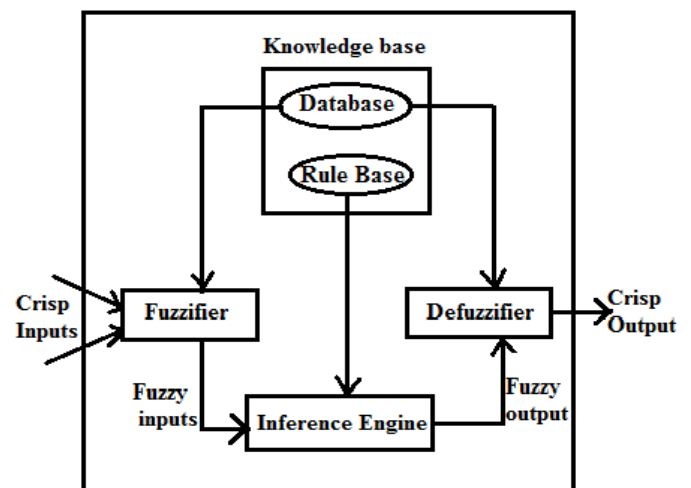 Knowledge base
Database
Rule Base
Crisp
Inputs
Fuzzifier
Defuzzifier
Crisp
Output
Fuzzy
inputs
Inference Engine
Fuzzy
output